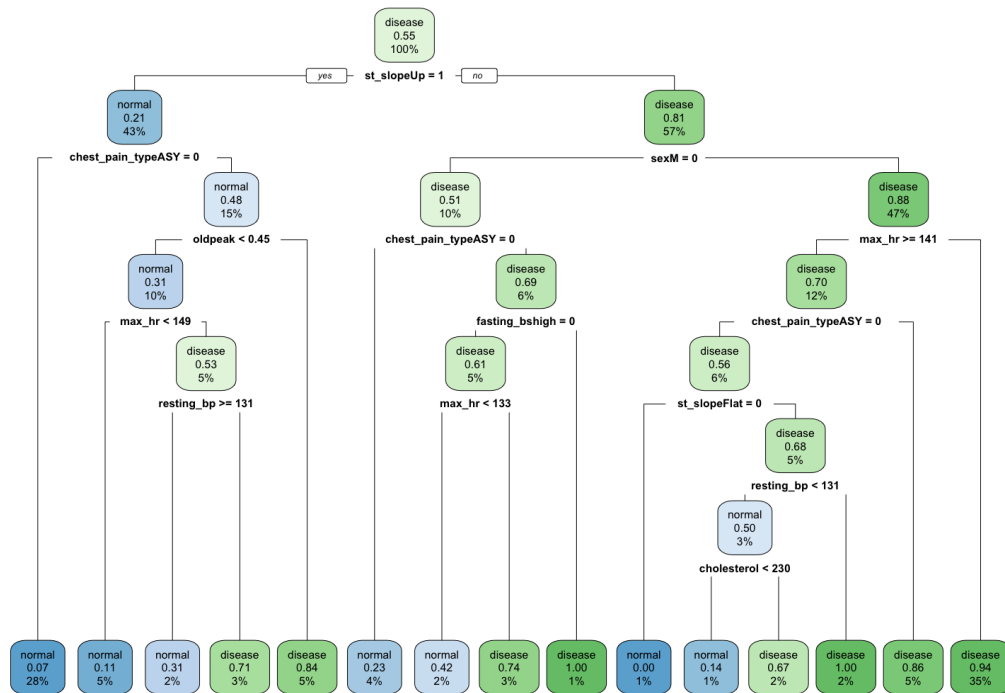 disease
0.55
100%
yes
st_slopeUp = 1
no
normal
0.21
43%
disease
0.81
57%
chest_pain_typeASY = 0
sexM = 0
normal
0.48
15%
disease
0.51
10%
disease
0.88
47%
oldpeak < 0.45
chest_pain_typeASY = 0
max_hr >= 141
normal
0.31
10%
disease
0.69
6%
disease
0.70
12%
max_hr < 149
fasting_bshigh = 0
chest_pain_typeASY = 0
disease
0.53
5%
disease
0.61
5%
disease
0.56
6%
resting_bp >= 131
max_hr < 133
st_slopeFlat = 0
disease
0.68
5%
resting_bp < 131
normal
0.50
3%
cholesterol < 230
normal
0.07
28%
normal
0.11
5%
normal
0.31
2%
disease
0.71
3%
disease
0.84
5%
normal
0.23
4%
normal
0.42
2%
disease
0.74
3%
disease
1.00
1%
normal
0.00
1%
normal
0.14
1%
disease
0.67
2%
disease
1.00
2%
disease
0.86
5%
disease
0.94
35%